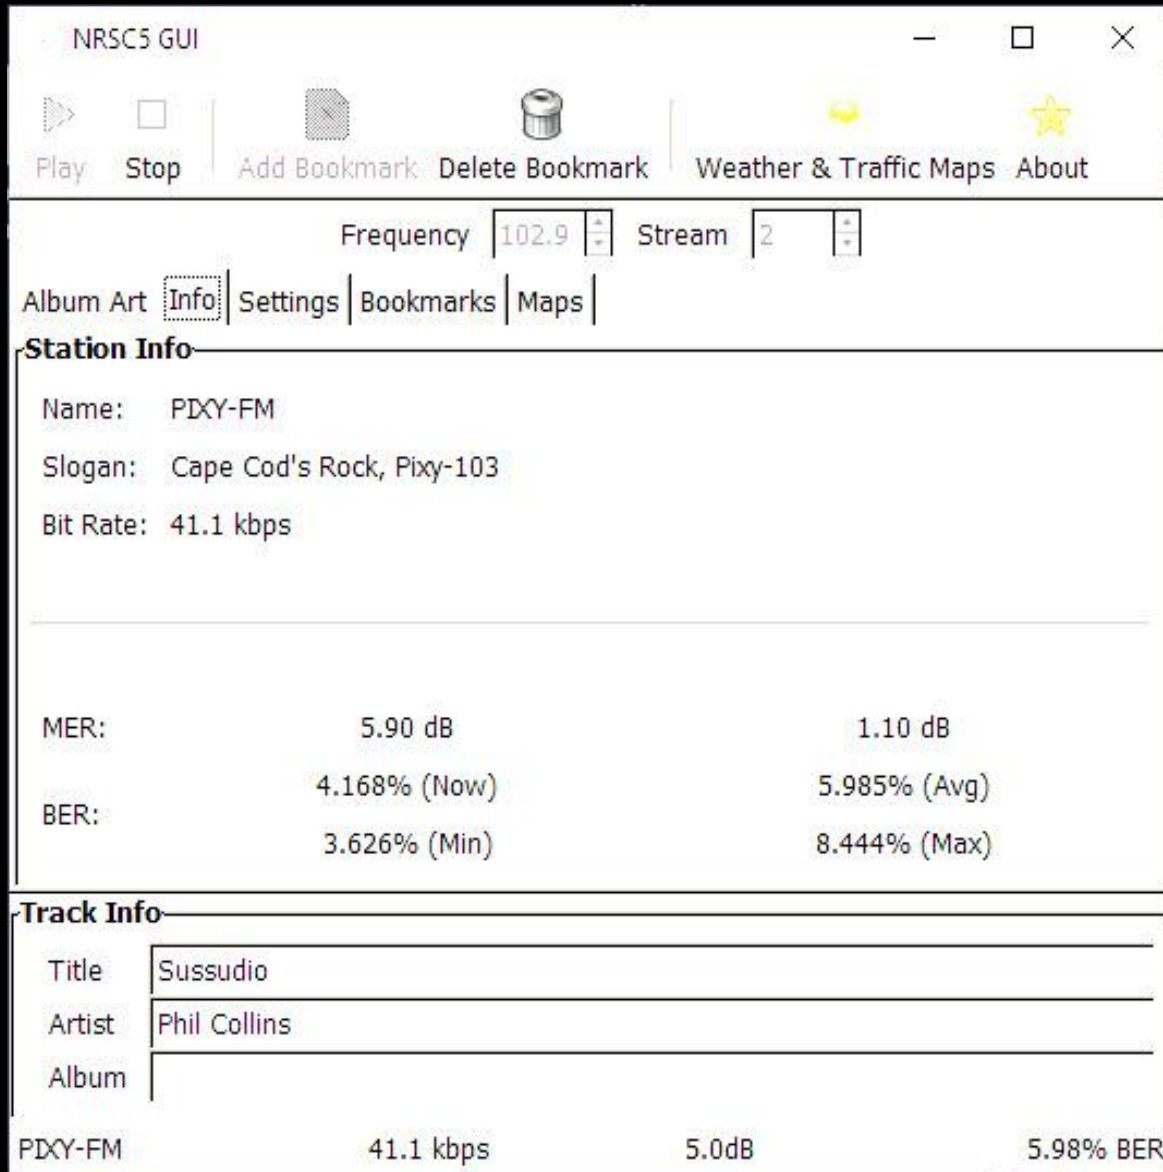 NRSC5 GUI
Play Stop Add Bookmark Delete Bookmark Weather & Traffic Maps About
Frequency 102.9 Stream 2
Album Art Info Settings Bookmarks Maps
Station Info
Name: PIXY-FM
Slogan: Cape Cod's Rock, Pixy-103
Bit Rate: 41.1 kbps
MER: 5.90 dB 1.10 dB
BER: 4.168% (Now) 5.985% (Avg)
3.626% (Min) 8.444% (Max)
Track Info
Title Sussudio
Artist Phil Collins
Album
PIXY-FM 41.1 kbps 5.0dB 5.98% BER